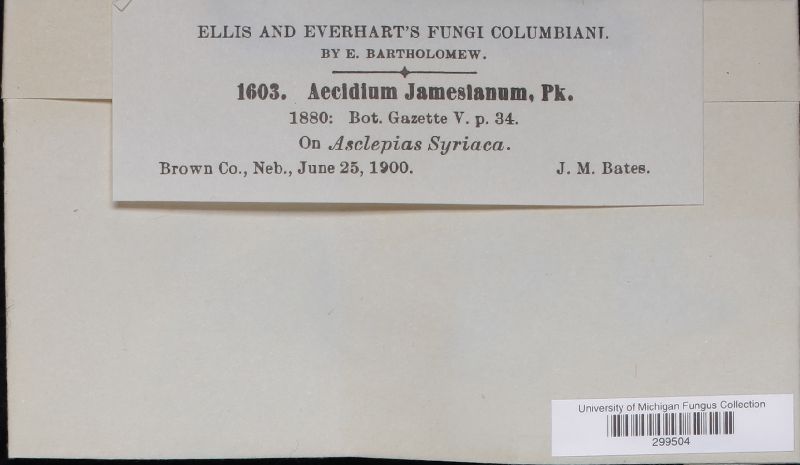 ELLIS AND EVERHART'S FUNGI COLUMBIANI.
BY E. BARTHOLOMEW.
1603. Aecidium Jamesianum, Pk.
1880: Bot. Gazette V. p. 34.
On Asclepias Syriaca.
Brown Co., Neb., June 25, 1900. J. M. Bates.
University of Michigan Fungus Collection
299504